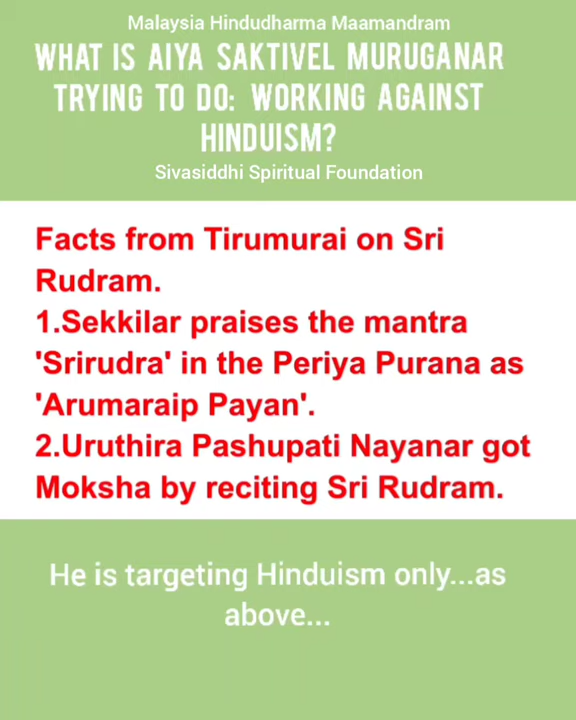 Malaysia Hindudharma Maamandram
WHAT IS AIYA SAKTIVEL MURUGANAR
TRYING TO DO: WORKING AGAINST
HINDUISM?
Sivasiddhi Spiritual Foundation
Facts from Tirumurai on Sri
Rudram.
1.Sekkilar praises the mantra
'Srirudra' in the Periya Purana as
'Arumaraip Payan'.
2.Uruthira Pashupati Nayanar got
Moksha by reciting Sri Rudram.
He is targeting Hinduism only...as
above...